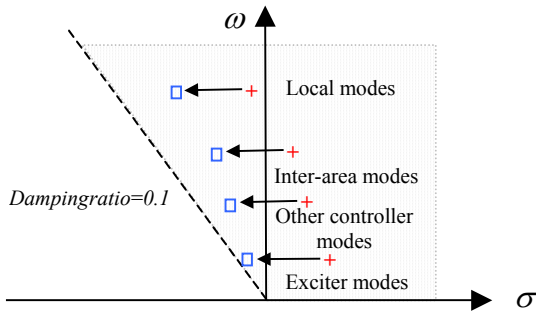 ω
Local modes
Inter-area modes
Dampingratio=0.1
Other controller
modes
Exciter modes
σ